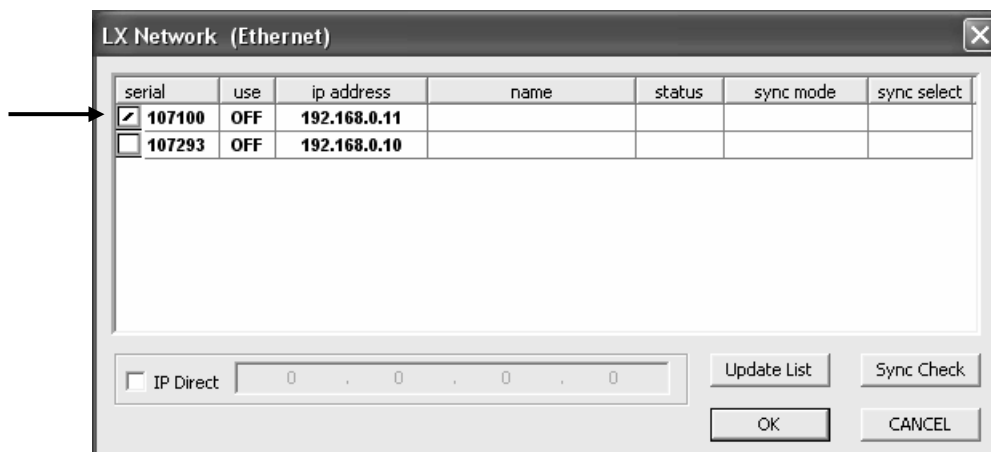 LX Network (Ethernet)
serial use ip address name status sync mode sync select
107100 OFF 192.168.0.11
107293 OFF 192.168.0.10
IP Direct 0 . 0 . 0 . 0 Update List Sync Check
OK CANCEL